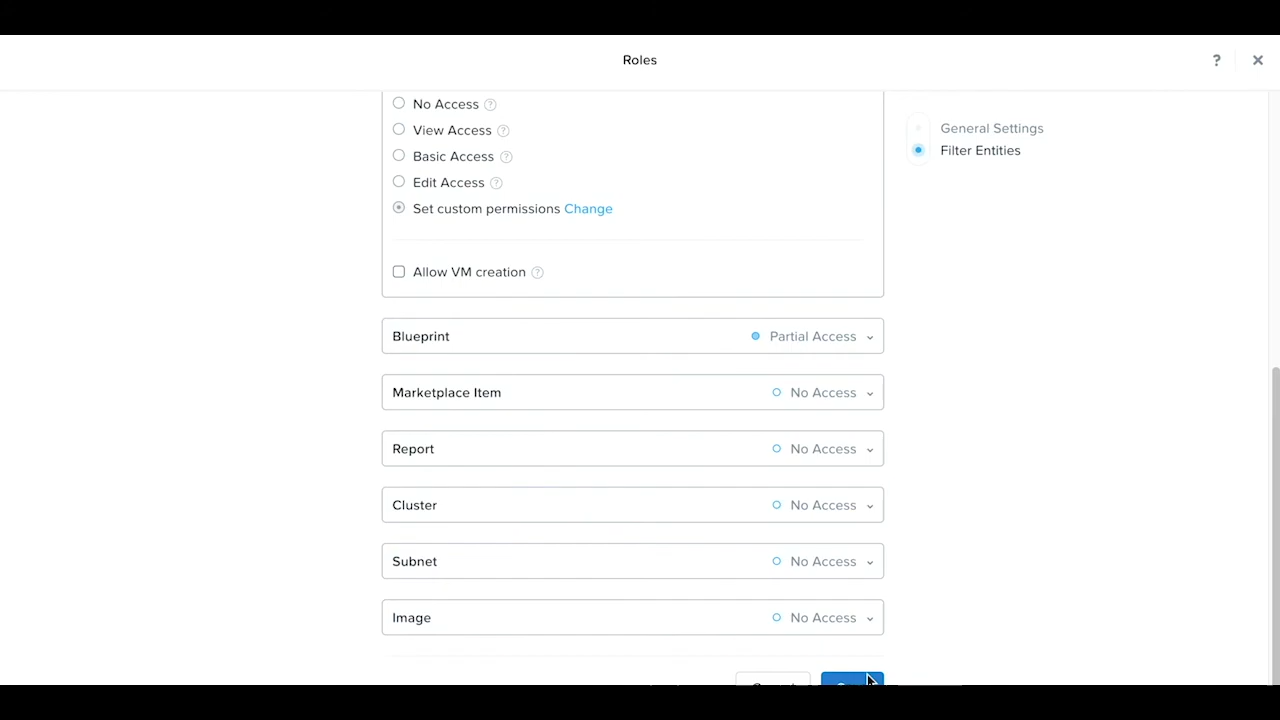 Roles
?
No Access ?
View Access ?
Basic Access ?
Edit Access ?
Set custom permissions Change
Allow VM creation ?
General Settings
Filter Entities
Blueprint Partial Access
Marketplace Item No Access
Report No Access
Cluster No Access
Subnet No Access
Image No Access